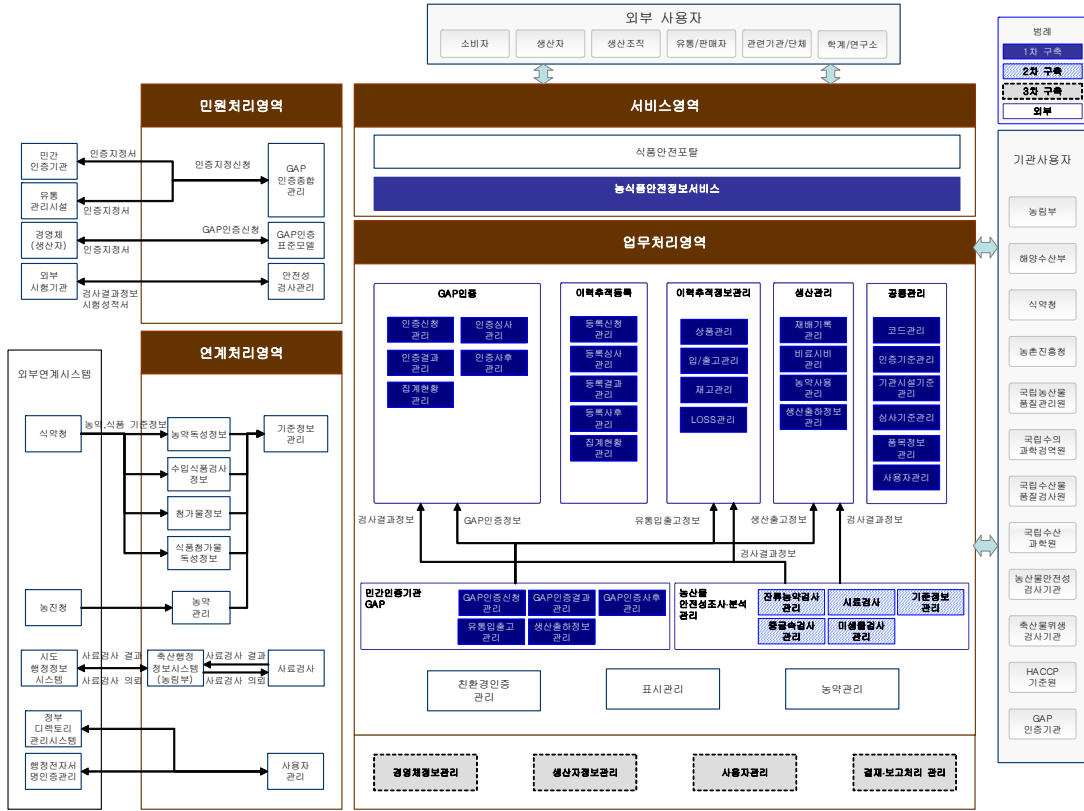 외부 사용자
소비자
생산자
생산조직
유통/판매자
관련기관/단체
학계/연구소
범례
1차 구축
2차 구축
3차 구축
외부
민원처리영역
민간
인증기관
유통
관리시설
경영체
(생산자)
외부
시험기관
인증지정서
인증지정신청
인증지정서
GAP인증신청
인증지정서
검사결과정보
시험성적서
GAP
인증종합
관리
GAP인증
표준모델
안전성
검사관리
서비스영역
식품안전포탈
농식품안전정보서비스
업무처리영역
GAP인증
인증신청
관리
인증심사
관리
인증결과
관리
인증사후
관리
집계현황
관리
이력추적등록
등록신청
관리
등록심사
관리
등록결과
관리
등록사후
관리
집계현황
관리
이력추적정보관리
상품관리
입/출고관리
재고관리
LOSS관리
생산관리
재배기록
관리
비료시비
관리
농약사용
관리
생산출하정보
관리
공통관리
코드관리
인증기준관리
기관시설기준
관리
심사기준관리
품목정보
관리
사용자관리
검사결과정보
GAP인증정보
유통입출고정보
생산출고정보
검사결과정보
검사결과정보
민간인증기관
GAP
GAP인증신청
관리
GAP인증결과
관리
GAP인증사후
관리
유통입출고
관리
생산출하정보
관리
농산물
안전성조사·분석
관리
잔류농약검사
관리
시료검사
기준정보
관리
중금속검사
관리
미생물검사
관리
친환경인증
관리
표시관리
농약관리
경영체정보관리
생산자정보관리
사용자관리
결재·보고처리 관리
연계처리영역
외부연계시스템
식약청
농약,식품 기준정보
농약독성정보
기준정보
관리
수입식품검사
정보
첨가물정보
식품첨가물
독성정보
농진청
농약
관리
시도
행정정보
시스템
사료검사 결과
사료검사 의뢰
축산행정
정보시스템
(농림부)
사료검사 결과
사료검사 의뢰
사료검사
정부
디렉토리
관리시스템
행정전자서
명인증관리
사용자
관리
기관사용자
농림부
해양수산부
식약청
농촌진흥청
국립농산물
품질관리원
국립수의
과학검역원
국립수산물
품질검사원
국립수산
과학원
농산물안전성
검사기관
축산물위생
검사기관
HACCP
기준원
GAP
인증기관